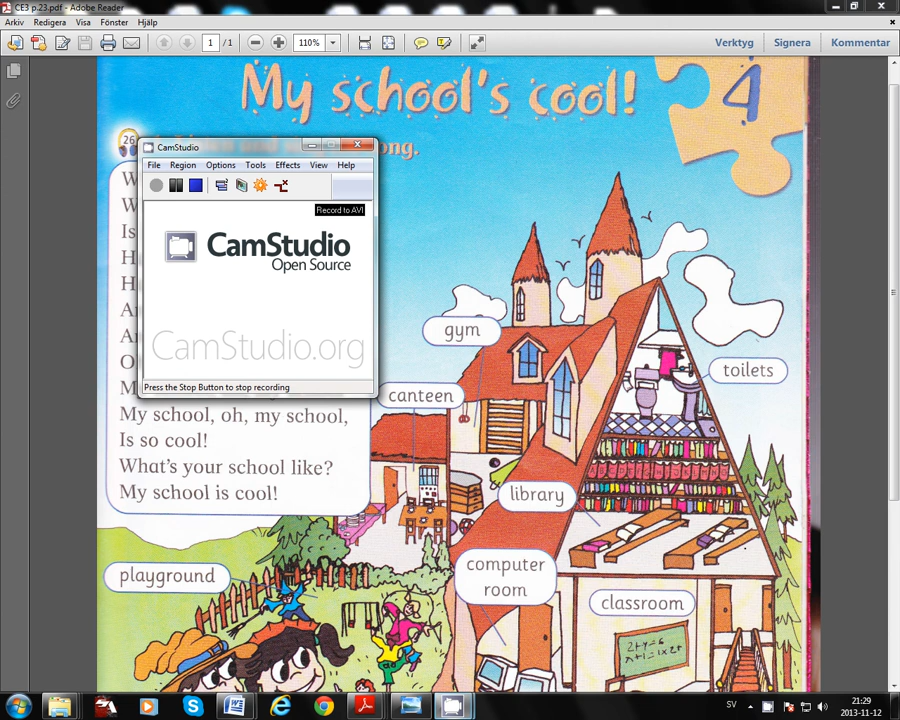 CE3 p.23.pdf - Adobe Reader
Arkiv Redigera Visa Fönster Hjälp
1 / 1 110% Verktyg Signera Kommentar
My school's cool!
4
26
ong.
CamStudio
File Region Options Tools Effects View Help
Record to AVI
CamStudio
Open Source
CamStudio.org
Press the Stop Button to stop recording
W
W
Is
H
H
A
A
O
M
My school, oh, my school,
Is so cool!
What's your school like?
My school is cool!
gym
toilets
canteen
library
computer
room
playground
classroom
2+y=6
SV
21:29
2013-11-12